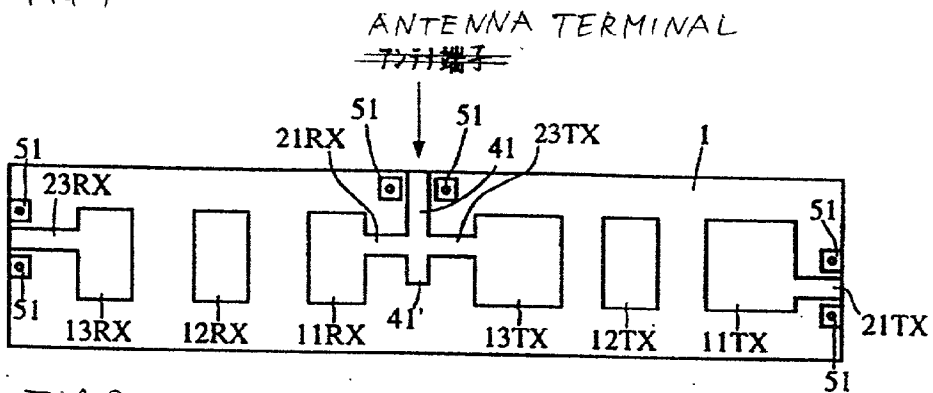 ANTENNA TERMINAL
アンテナ端子
51 51
21RX 41 23TX 1
51
23RX 51
51 13RX 12RX 11RX 41' 13TX 12TX 11TX 21TX
51